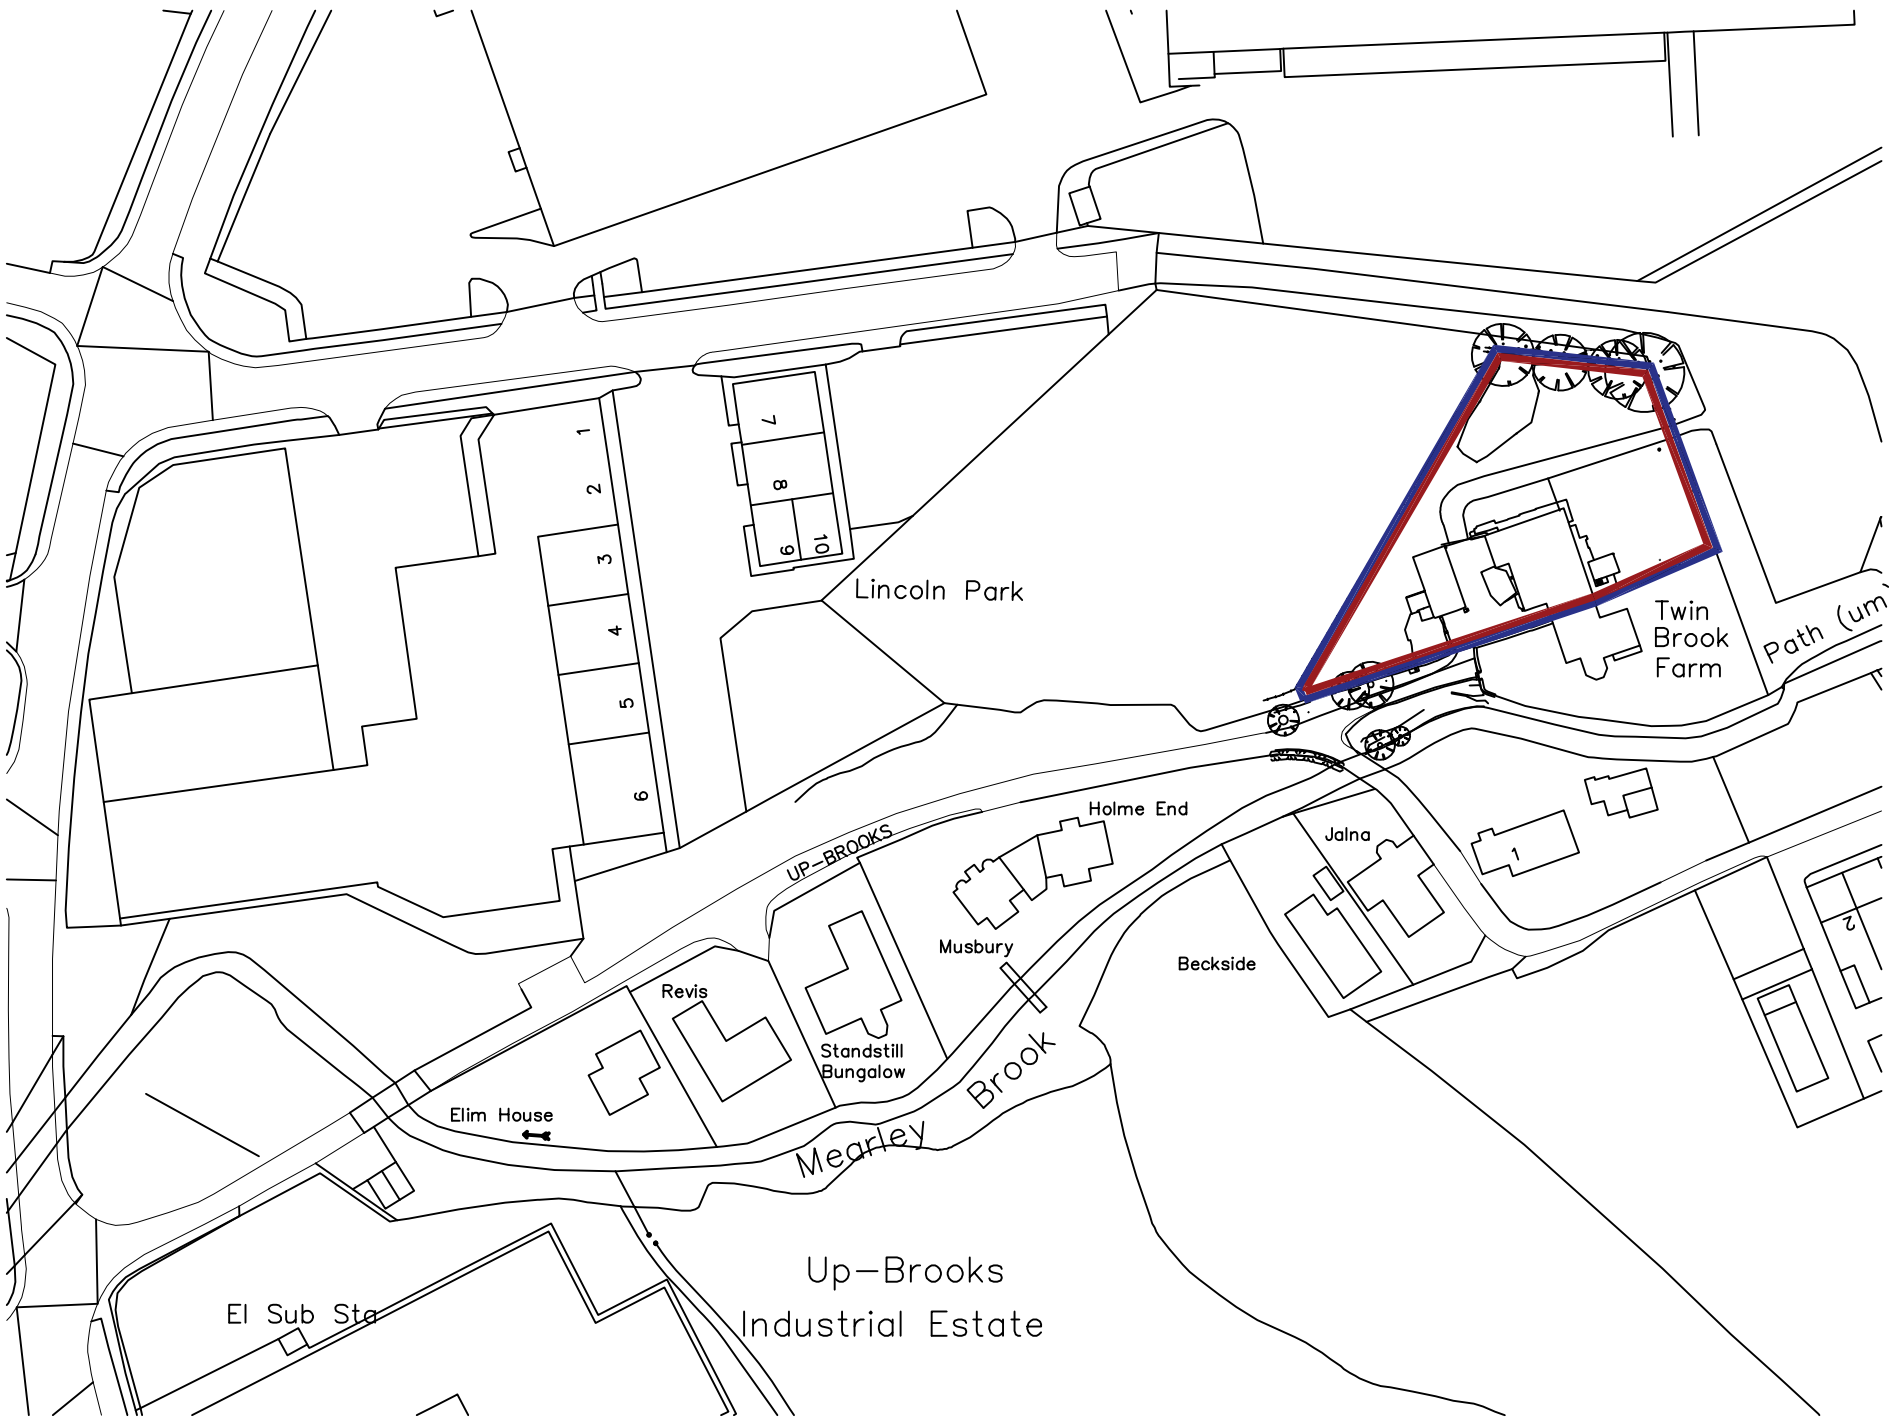 1
2
3
4
5
6
7
8
9
10
Lincoln Park
Twin
Brook
Farm
Path (um)
UP-BROOKS
Holme End
Jalna
1
2
Musbury
Beckside
Revis
Standstill
Bungalow
Elim House
Mearley Brook
Up-Brooks
Industrial Estate
El Sub Sta